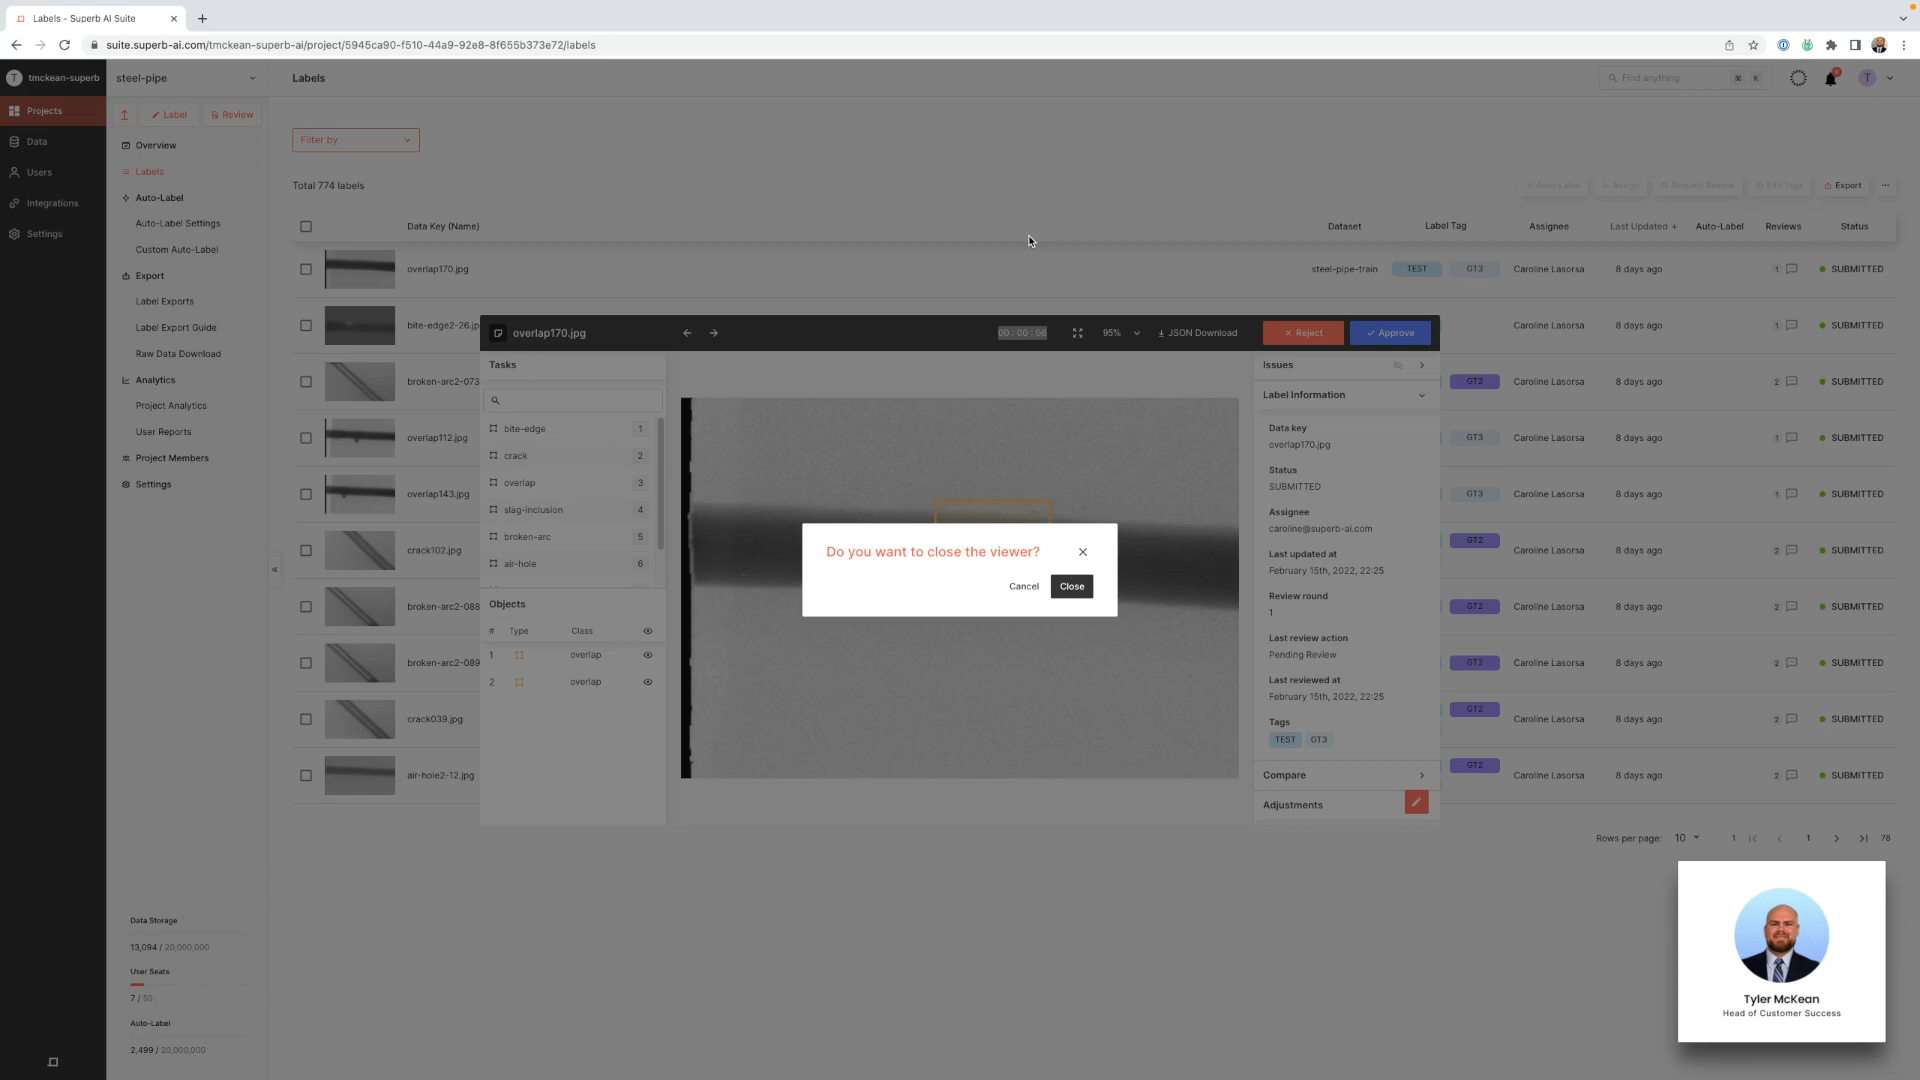 Labels - Superb AI Suite
suite.superb-ai.com/tmckean-superb-ai/project/5945ca90-f510-44a9-92e8-8f655b373e72/labels
T tmckean-superb
steel-pipe
Labels
Find anything ⌘ K
T
Projects
Data
Users
Integrations
Settings
Label
Review
Overview
Labels
Auto-Label
Auto-Label Settings
Custom Auto-Label
Export
Label Exports
Label Export Guide
Raw Data Download
Analytics
Project Analytics
User Reports
Project Members
Settings
Data Storage
13,094 / 20,000,000
User Seats
7 / 50
Auto-Label
2,499 / 20,000,000
Filter by
Total 774 labels
Auto-Label Assign Request Review Edit Tags Export ...
Data Key (Name) Dataset Label Tag Assignee Last Updated Auto-Label Reviews Status
overlap170.jpg steel-pipe-train TEST GT3 Caroline Lasorsa 8 days ago 1 SUBMITTED
bite-edge2-26.jp Caroline Lasorsa 8 days ago 1 SUBMITTED
broken-arc2-073 GT2 Caroline Lasorsa 8 days ago 2 SUBMITTED
overlap112.jpg GT3 Caroline Lasorsa 8 days ago 1 SUBMITTED
overlap143.jpg GT3 Caroline Lasorsa 8 days ago 1 SUBMITTED
crack102.jpg GT2 Caroline Lasorsa 8 days ago 2 SUBMITTED
broken-arc2-088 GT2 Caroline Lasorsa 8 days ago 2 SUBMITTED
broken-arc2-089 GT2 Caroline Lasorsa 8 days ago 2 SUBMITTED
crack039.jpg GT2 Caroline Lasorsa 8 days ago 2 SUBMITTED
air-hole2-12.jpg GT2 Caroline Lasorsa 8 days ago 2 SUBMITTED
Rows per page: 10 1 1 78
overlap170.jpg 00 : 00 : 06 95% JSON Download Reject Approve
Tasks
bite-edge 1
crack 2
overlap 3
slag-inclusion 4
broken-arc 5
air-hole 6
Objects
# Type Class
1 overlap
2 overlap
Do you want to close the viewer?
Cancel Close
Issues
Label Information
Data key
overlap170.jpg
Status
SUBMITTED
Assignee
caroline@superb-ai.com
Last updated at
February 15th, 2022, 22:25
Review round
1
Last review action
Pending Review
Last reviewed at
February 15th, 2022, 22:25
Tags
TEST GT3
Compare
Adjustments
Tyler McKean
Head of Customer Success